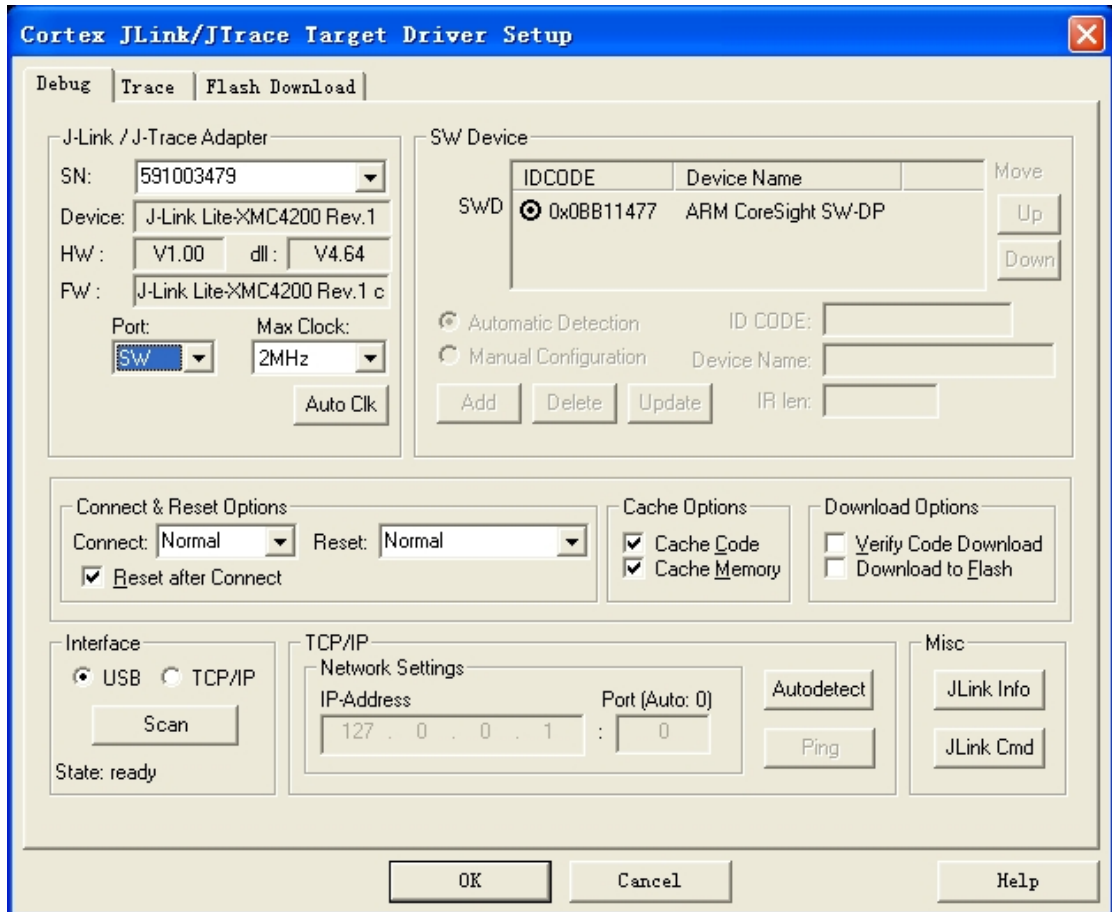 Cortex JLink/JTrace Target Driver Setup
Debug Trace Flash Download
J-Link / J-Trace Adapter
SN: 591003479
Device: J-Link Lite-XMC4200 Rev.1
HW : V1.00 dll : V4.64
FW : J-Link Lite-XMC4200 Rev.1 c
Port: Max Clock:
SW 2MHz
Auto Clk
SW Device
IDCODE Device Name Move
SWD 0x0BB11477 ARM CoreSight SW-DP Up
Down
Automatic Detection ID CODE:
Manual Configuration Device Name:
Add Delete Update IR len:
Connect & Reset Options
Connect: Normal Reset: Normal
Reset after Connect
Cache Options
Cache Code
Cache Memory
Download Options
Verify Code Download
Download to Flash
Interface
USB TCP/IP
Scan
State: ready
TCP/IP
Network Settings
IP-Address Port (Auto: 0)
127 . 0 . 0 . 1 : 0
Autodetect
Ping
Misc
JLink Info
JLink Cmd
OK Cancel Help